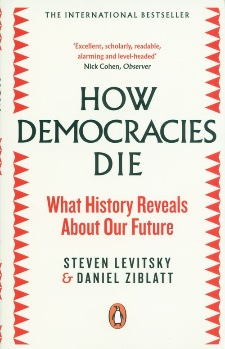 THE INTERNATIONAL BESTSELLER
'Excellent, scholarly, readable,
alarming and level-headed'
Nick Cohen, Observer
HOW
DEMOCRACIES
DIE
What History Reveals
About Our Future
STEVEN LEVITSKY
& DANIEL ZIBLATT